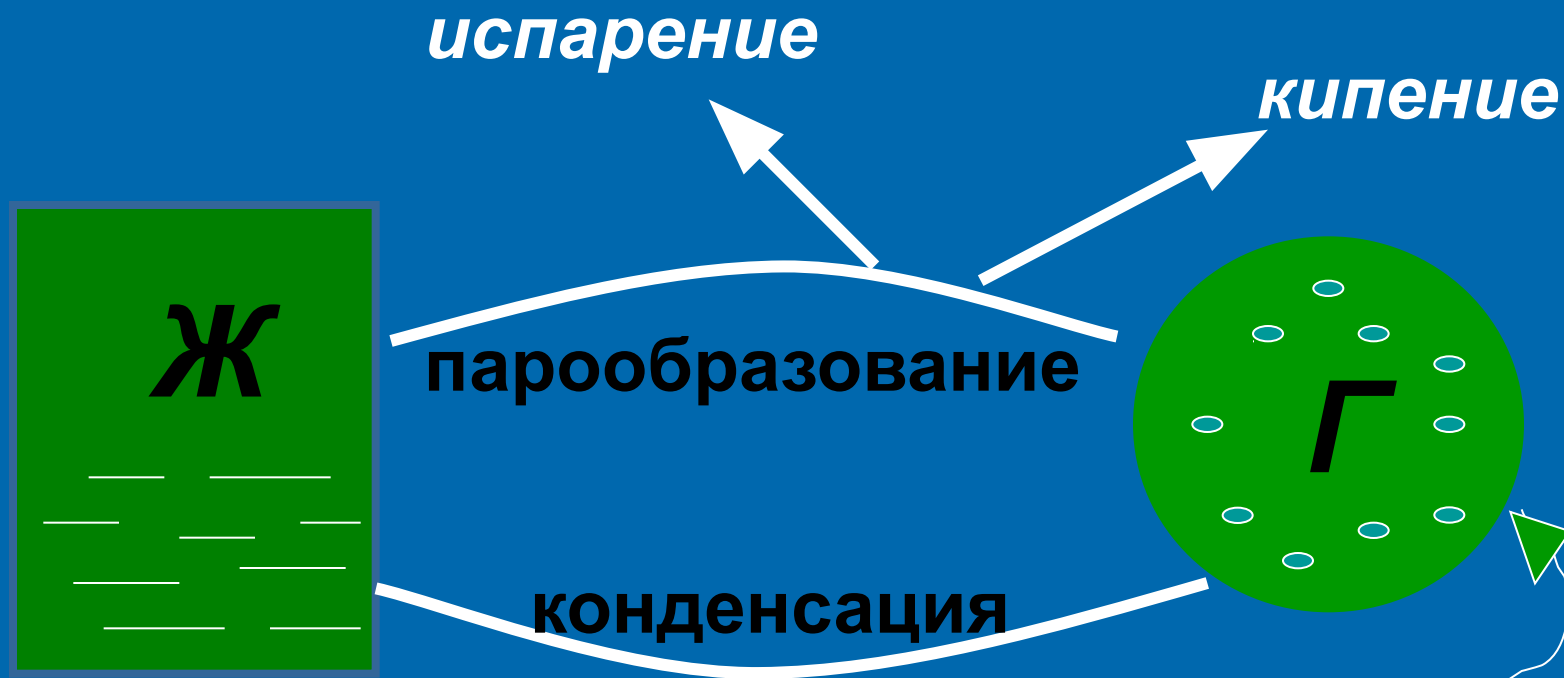 испарение
кипение
Ж
парообразование
Г
конденсация